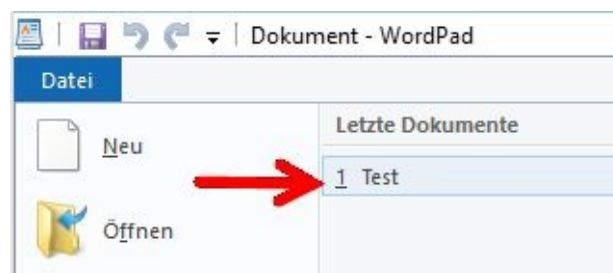 Dokument - WordPad
Datei
Neu
Öffnen
Letzte Dokumente
1 Test